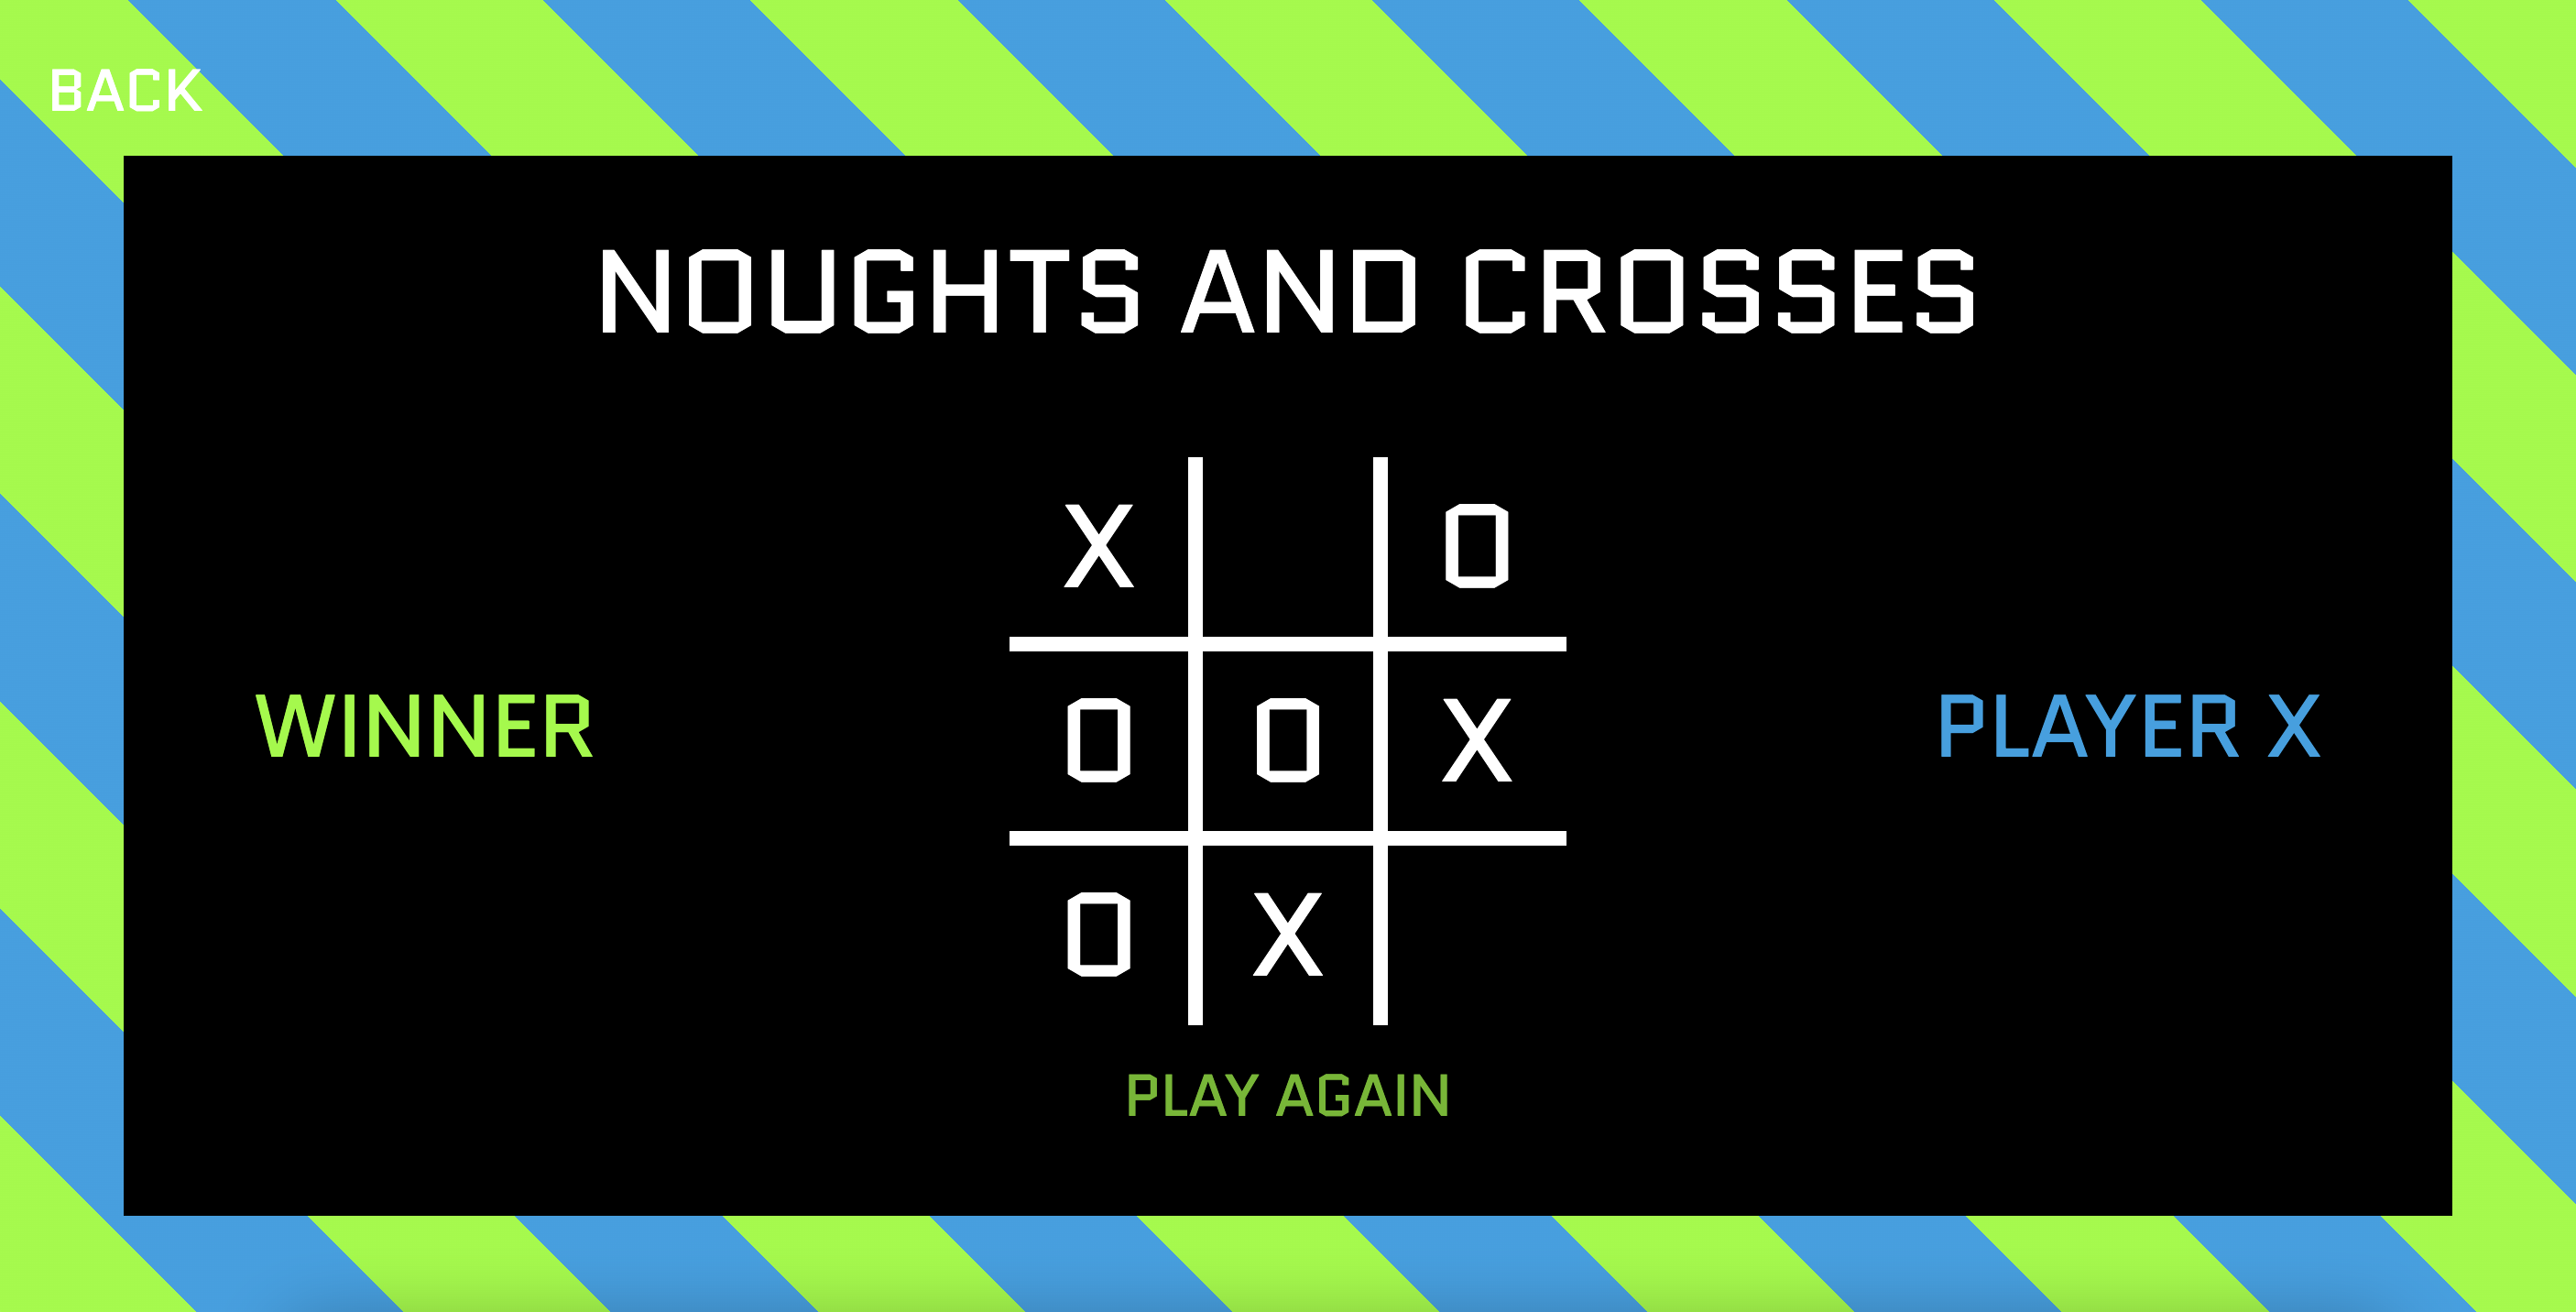 BACK
NOUGHTS AND CROSSES
X O
WINNER
O O X
PLAYER X
O X
PLAY AGAIN